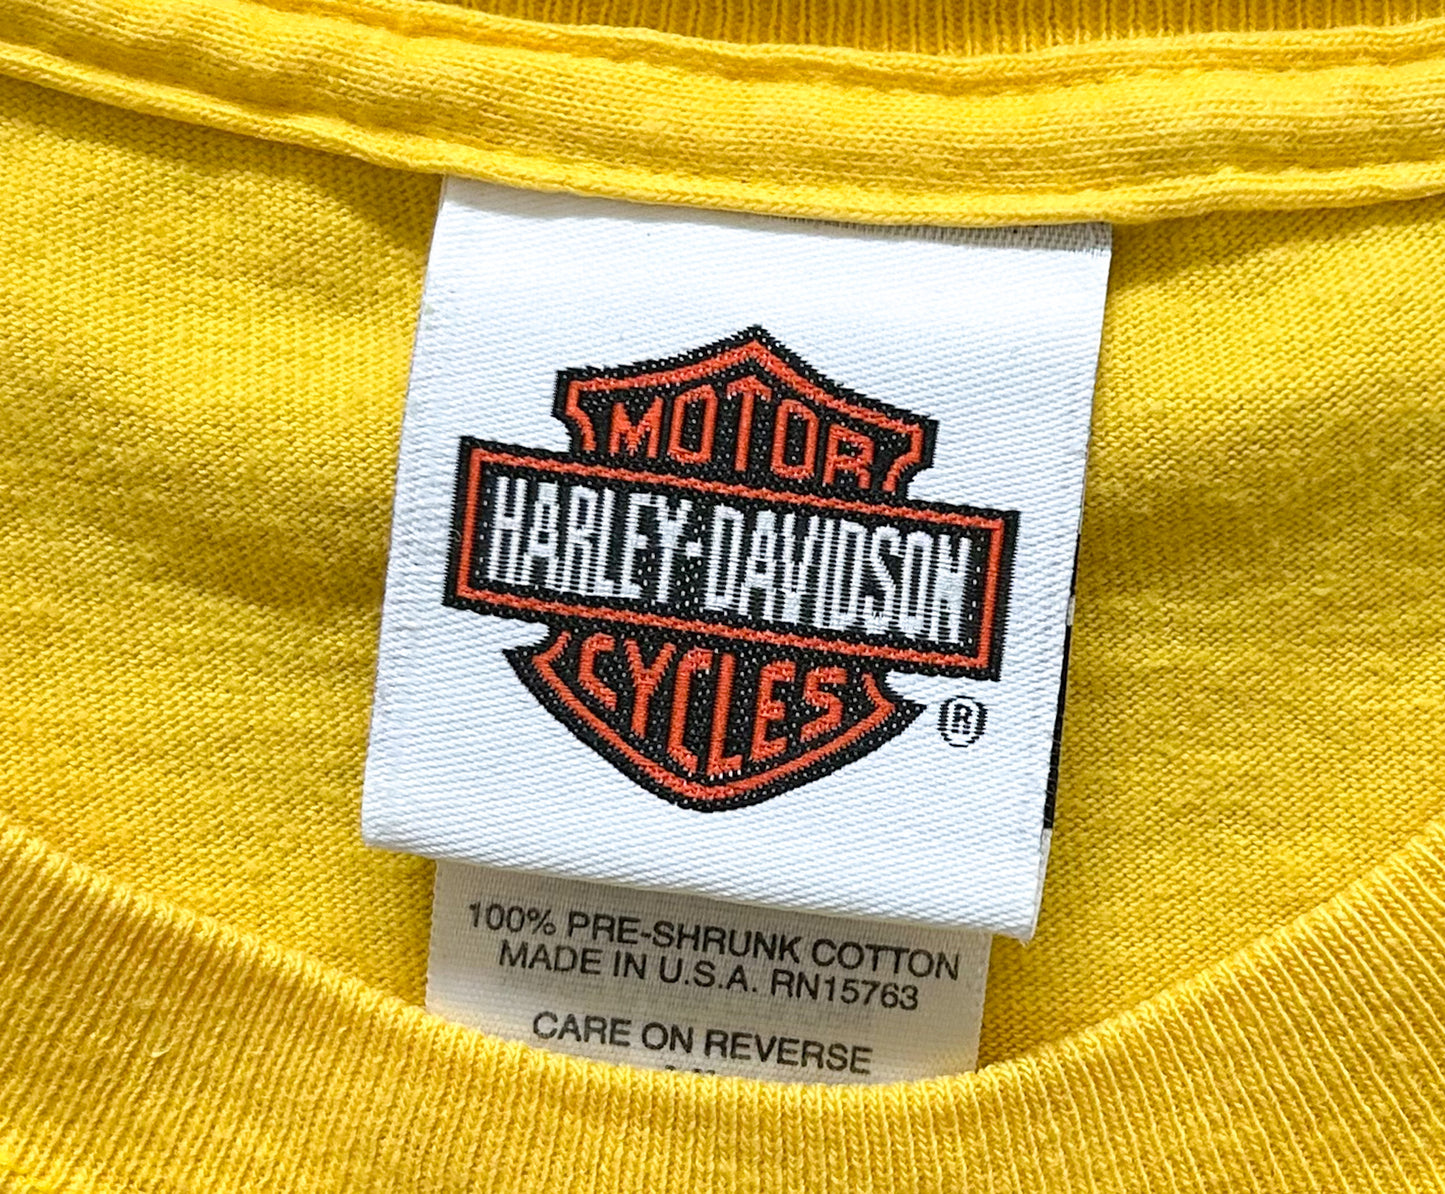 MOTOR
HARLEY-DAVIDSON
CYCLES
®
100% PRE-SHRUNK COTTON
MADE IN U.S.A. RN15763
CARE ON REVERSE